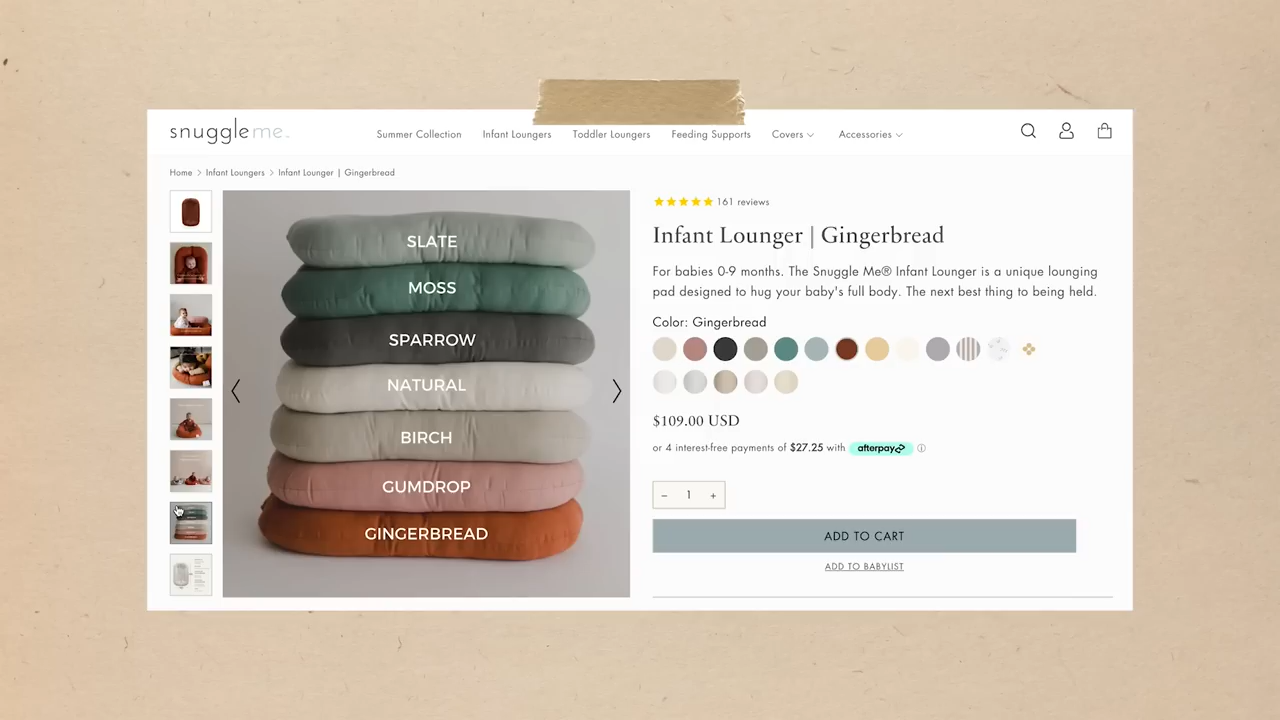 snuggleme™
Summer Collection Infant Loungers Toddler Loungers Feeding Supports Covers Accessories
Home > Infant Loungers > Infant Lounger | Gingerbread
SLATE
MOSS
SPARROW
NATURAL
BIRCH
GUMDROP
GINGERBREAD
161 reviews
Infant Lounger | Gingerbread
For babies 0-9 months. The Snuggle Me® Infant Lounger is a unique lounging
pad designed to hug your baby's full body. The next best thing to being held.
Color: Gingerbread
$109.00 USD
or 4 interest-free payments of $27.25 with afterpay
− 1 +
ADD TO CART
ADD TO BABYLIST